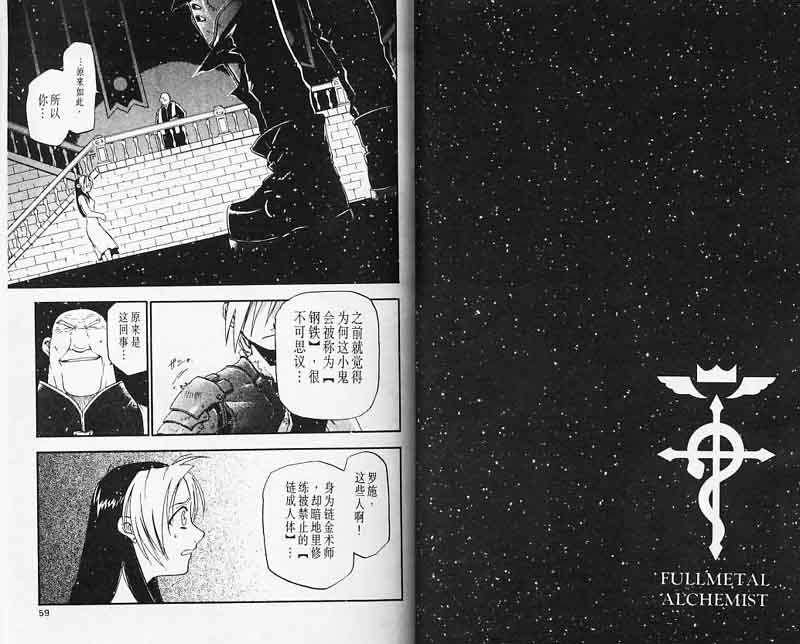 …原来如此，
所以
你…
之前就觉得
为何这小鬼
会被称为【
钢铁】，很
不可思议…
原来是
这回事…
罗施，
这些人啊！
身为链金术师
，却暗地里修
练被禁止的【
链成人体】…
59
FULLMETAL
ALCHEMIST